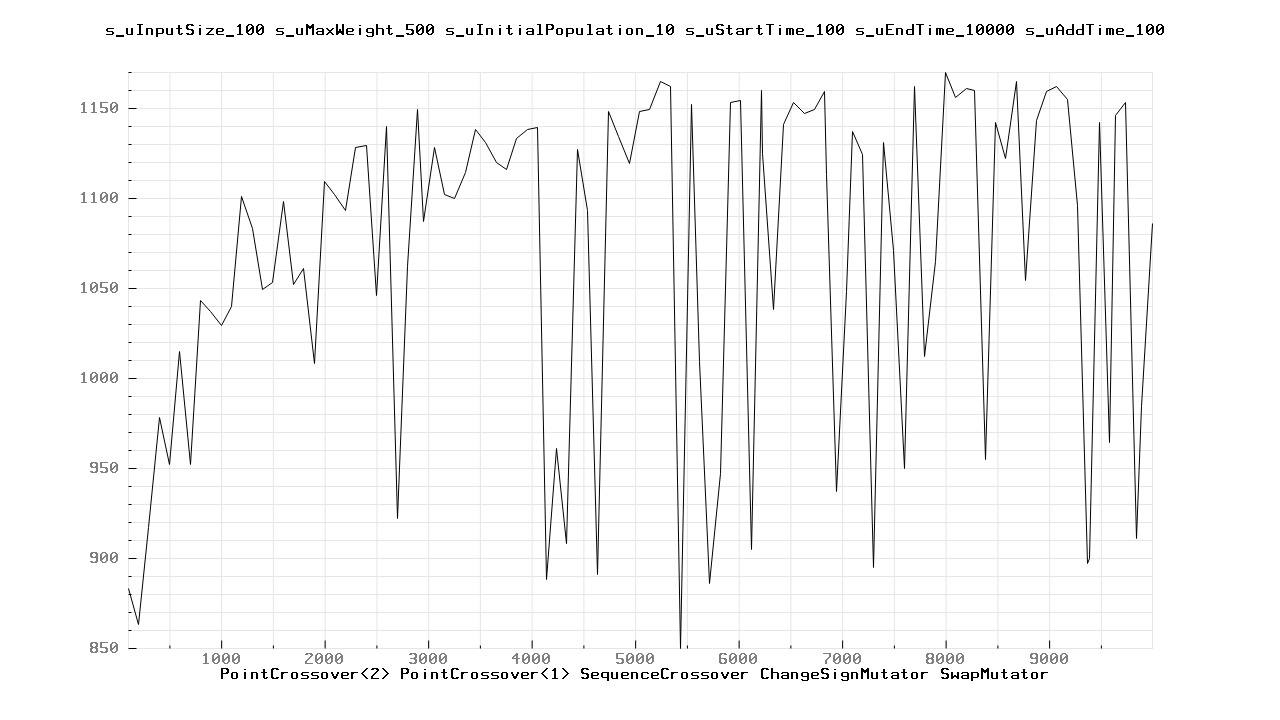 s_uInputSize_100 s_uMaxWeight_500 s_uInitialPopulation_10 s_uStartTime_100 s_uEndTime_10000 s_uAddTime_100
1150
1100
1050
1000
950
900
850
1000 2000 3000 4000 5000 6000 7000 8000 9000
PointCrossover<2> PointCrossover<1> SequenceCrossover ChangeSignMutator SwapMutator